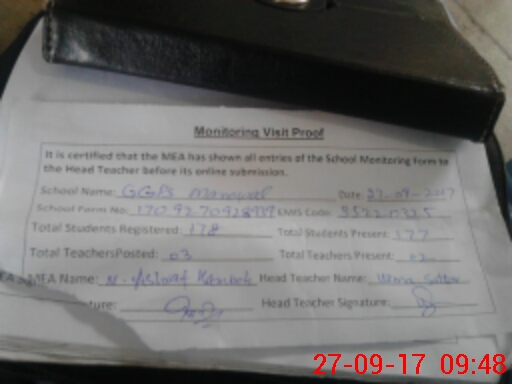 Monitoring Visit Proof
It is certified that the MEA has shown all entries of the School Monitoring Form to
the Head Teacher before its online submission.
School Name: GGPS Date: 27-09-2017
School Form No: EMIS Code:
Total Students Registered: 178 Total Students Present: 177
Total TeachersPosted: 03 Total Teachers Present: 02
MEA Name: Head Teacher Name:
ature: Head Teacher Signature:
27-09-17 09:48